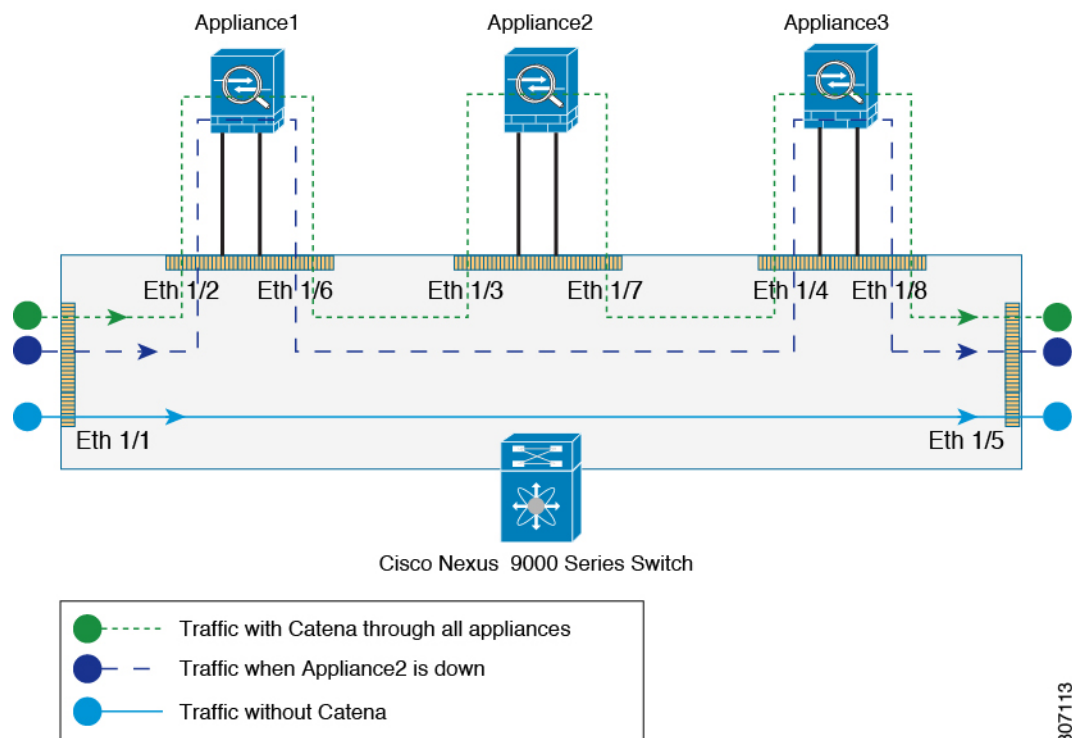 Appliance1
Appliance2
Appliance3
Eth 1/2
Eth 1/6
Eth 1/3
Eth 1/7
Eth 1/4
Eth 1/8
Eth 1/1
Eth 1/5
Cisco Nexus 9000 Series Switch
Traffic with Catena through all appliances
Traffic when Appliance2 is down
Traffic without Catena
307113